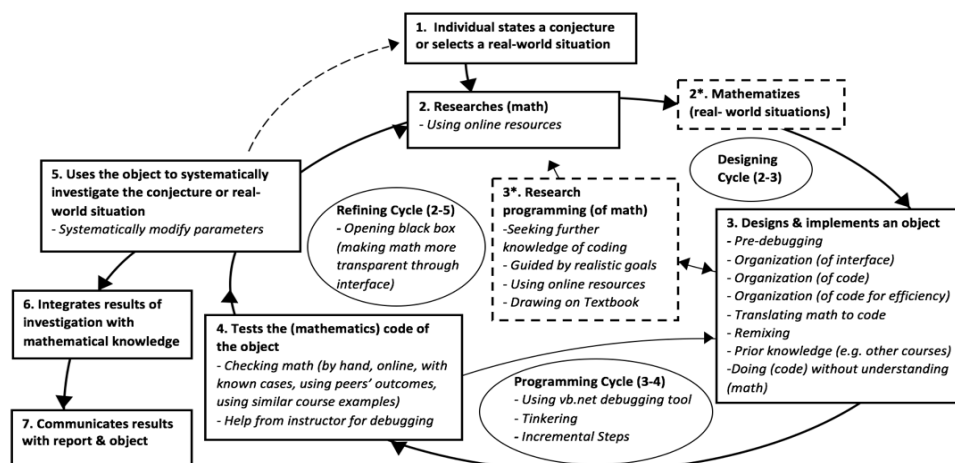 1. Individual states a conjecture
or selects a real-world situation
2. Researches (math)
- Using online resources
2*. Mathematizes
(real- world situations)
Designing
Cycle (2-3)
5. Uses the object to systematically
investigate the conjecture or real-
world situation
- Systematically modify parameters
Refining Cycle (2-5)
- Opening black box
(making math more
transparent through
interface)
3*. Research
programming (of math)
-Seeking further
knowledge of coding
- Guided by realistic goals
- Using online resources
- Drawing on Textbook
3. Designs & implements an object
- Pre-debugging
- Organization (of interface)
- Organization (of code)
- Organization (of code for efficiency)
-Translating math to code
- Remixing
- Prior knowledge (e.g. other courses)
-Doing (code) without understanding
(math)
6. Integrates results of
investigation with
mathematical knowledge
4. Tests the (mathematics) code of
the object
- Checking math (by hand, online, with
known cases, using peers' outcomes,
using similar course examples)
- Help from instructor for debugging
Programming Cycle (3-4)
- Using vb.net debugging tool
- Tinkering
- Incremental Steps
7. Communicates results
with report & object